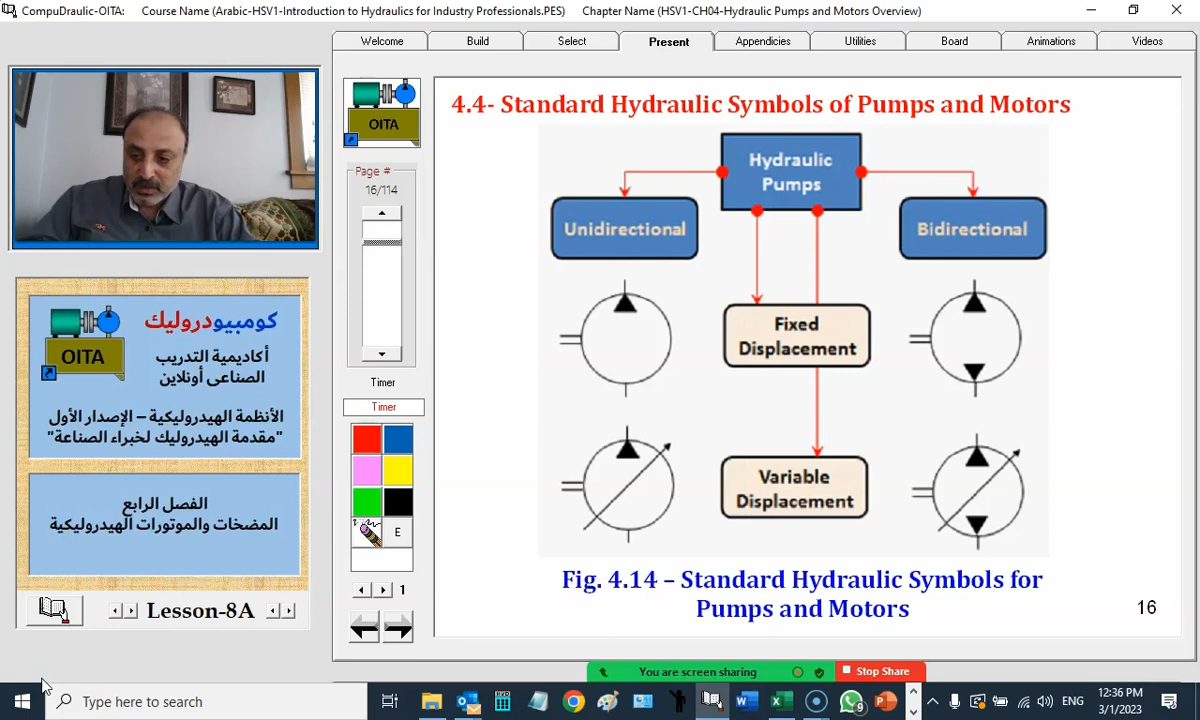 CompuDraulic-OITA: Course Name (Arabic-HSV1-Introduction to Hydraulics for Industry Professionals.PES) Chapter Name (HSV1-CH04-Hydraulic Pumps and Motors Overview)
Welcome Build Select Present Appendicies Utilities Board Animations Videos
OITA
Page #
16/114
Timer
Timer
E
1
4.4- Standard Hydraulic Symbols of Pumps and Motors
Hydraulic
Pumps
Unidirectional
Bidirectional
Fixed
Displacement
Variable
Displacement
Fig. 4.14 – Standard Hydraulic Symbols for
Pumps and Motors
16
كومبيودروليك
OITA
أكاديمية التدريب
الصناعى أونلاين
الأنظمة الهيدروليكية – الإصدار الأول
"مقدمة الهيدروليك لخبراء الصناعة"
الفصل الرابع
المضخات والموتورات الهيدروليكية
Lesson-8A
You are screen sharing
Stop Share
Type here to search
9
ENG
12:36 PM
3/1/2023